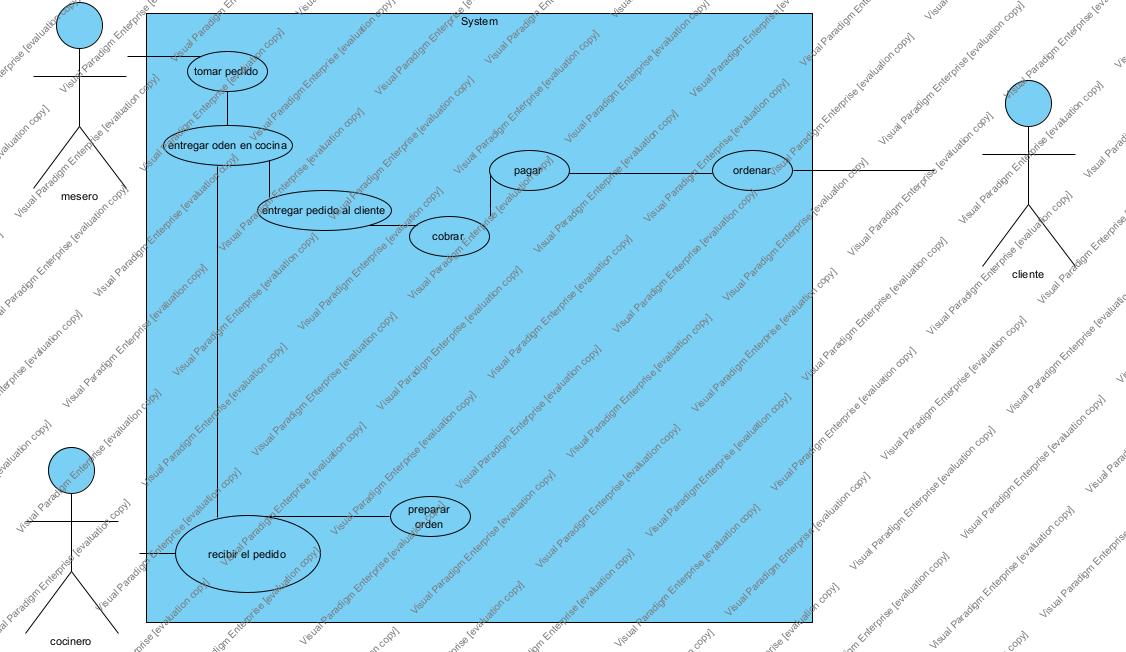 System
tomar pedido
mesero
entregar oden en cocina
pagar
ordenar
entregar pedido al cliente
cobrar
cliente
preparar
orden
recibir el pedido
cocinero
Visual Paradigm Enterprise [evaluation copy]